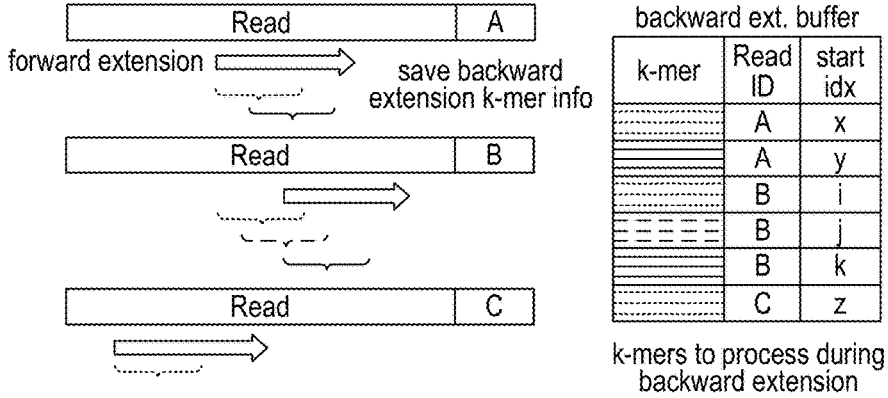 Read A
forward extension
save backward
extension k-mer info
Read B
Read C
backward ext. buffer
k-mer Read ID start idx
A x
A y
B i
B j
B k
C z
k-mers to process during
backward extension